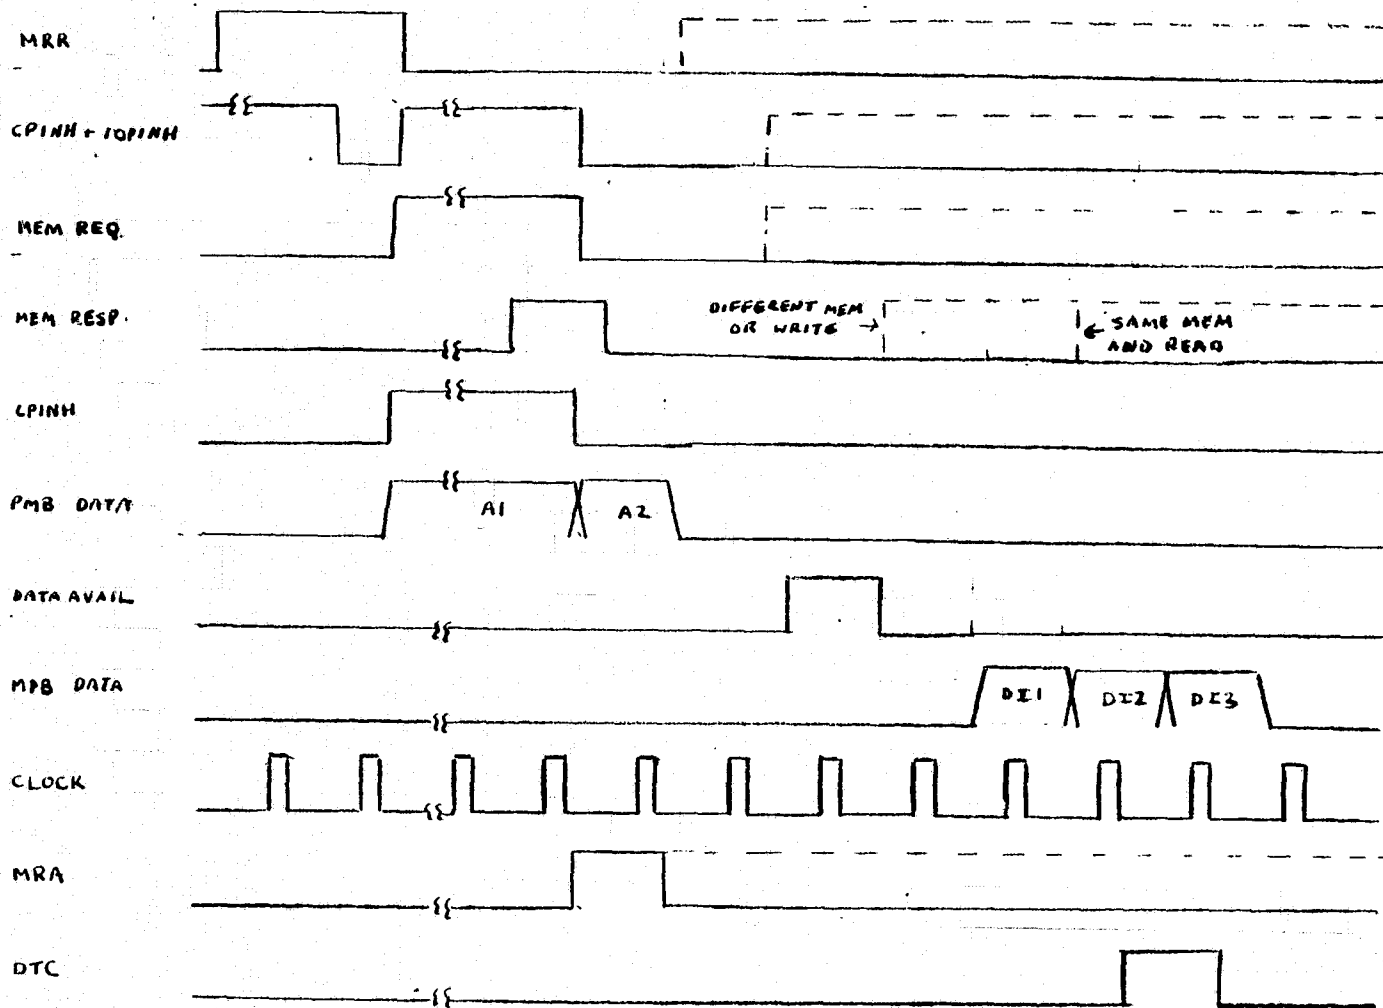 MRR
CPINH + IOPINH
MEM REQ.
MEM RESP.
DIFFERENT MEM
OR WRITE →
← SAME MEM
AND READ
CPINH
PMB DATA
A1
A2
DATA AVAIL
MPB DATA
DI1
DI2
DI3
CLOCK
MRA
DTC